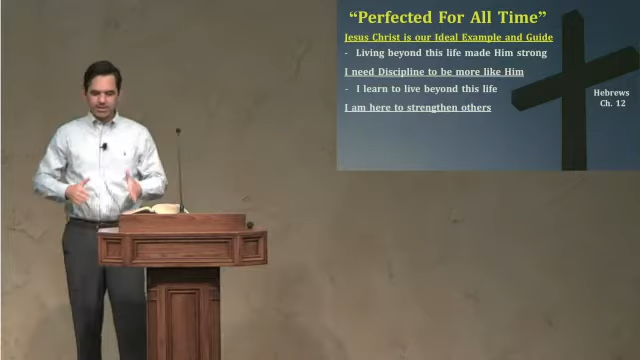 “Perfected For All Time”
Jesus Christ is our Ideal Example and Guide
- Living beyond this life made Him strong
I need Discipline to be more like Him
- I learn to live beyond this life
I am here to strengthen others
Hebrews
Ch. 12